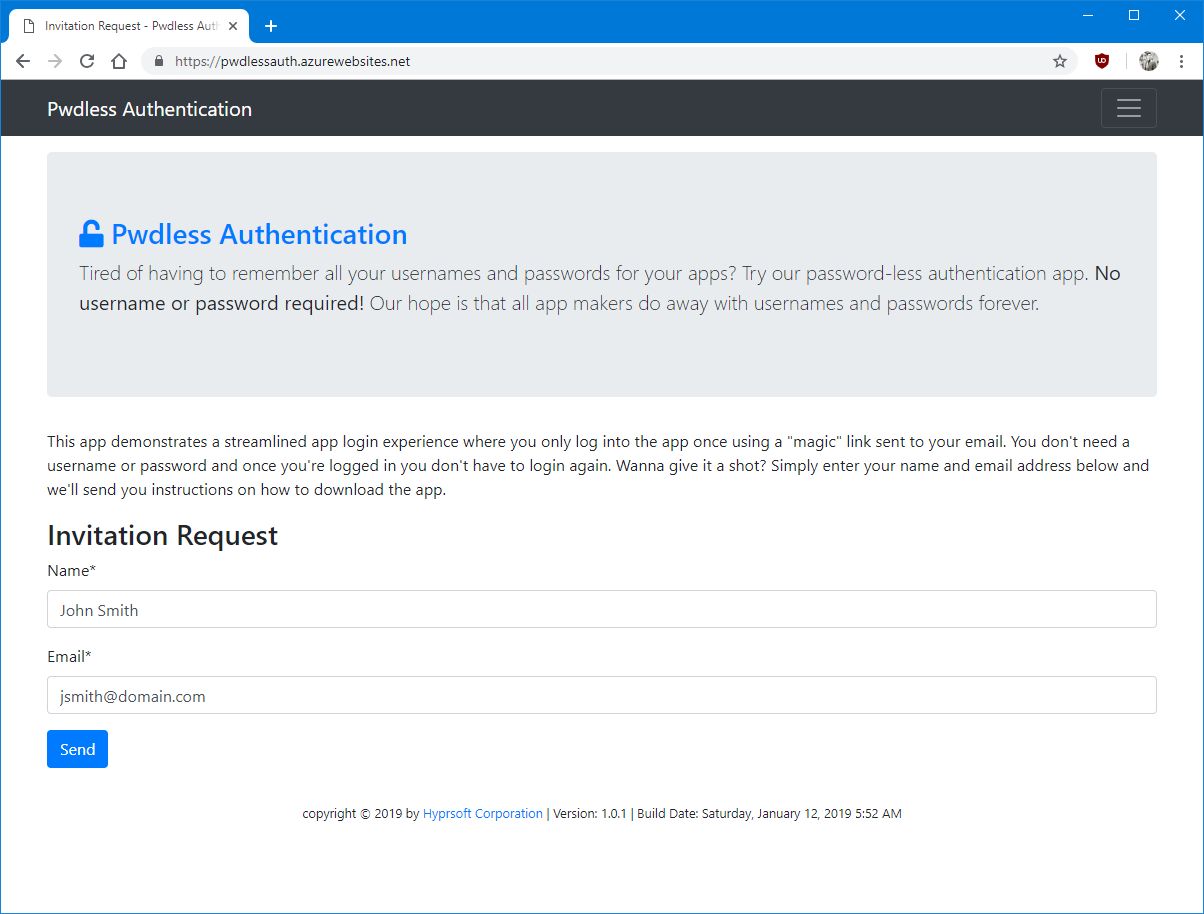 Invitation Request - Pwdless Auth
https://pwdlessauth.azurewebsites.net
Pwdless Authentication
Pwdless Authentication
Tired of having to remember all your usernames and passwords for your apps? Try our password-less authentication app. No
username or password required! Our hope is that all app makers do away with usernames and passwords forever.
This app demonstrates a streamlined app login experience where you only log into the app once using a "magic" link sent to your email. You don't need a
username or password and once you're logged in you don't have to login again. Wanna give it a shot? Simply enter your name and email address below and
we'll send you instructions on how to download the app.
Invitation Request
Name*
John Smith
Email*
jsmith@domain.com
Send
copyright © 2019 by Hyprsoft Corporation | Version: 1.0.1 | Build Date: Saturday, January 12, 2019 5:52 AM